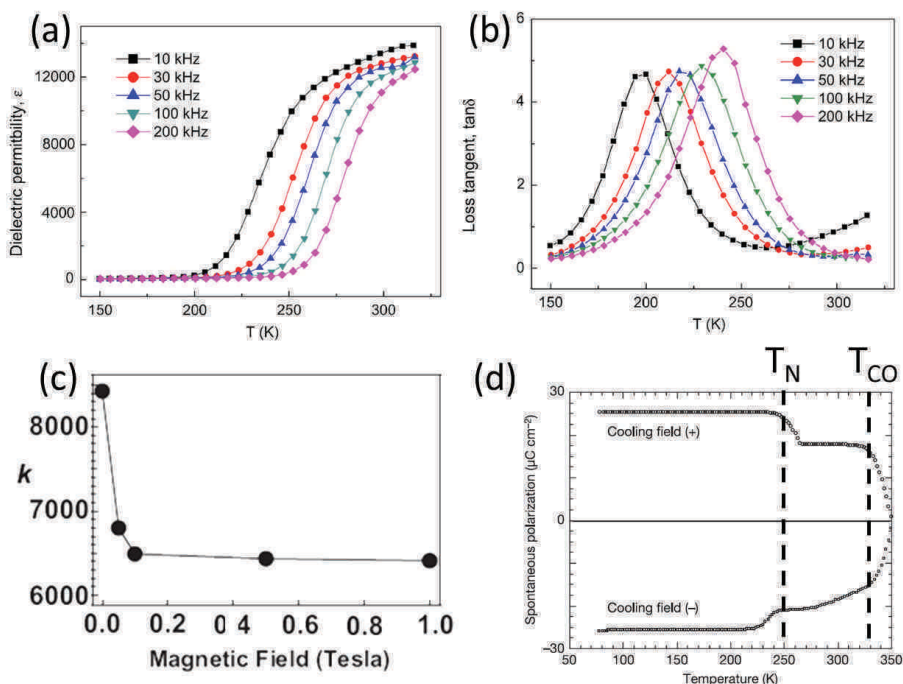 (a)
10 kHz
30 kHz
50 kHz
100 kHz
200 kHz
Dielectric permitbility, ε
12000
8000
4000
0
150 200 250 300
T (K)
(b)
10 kHz
30 kHz
50 kHz
100 kHz
200 kHz
Loss tangent, tanδ
6
4
2
0
150 200 250 300
T (K)
(c)
k
8000
7000
6000
0.0 0.2 0 4 0.6 0.8 1.0
Magnetic Field (Tesla)
(d)
T_N T_CO
Spontaneous polarization (μC cm⁻²)
30
0
−30
Cooling field (+)
Cooling field (−)
50 100 150 200 250 300 350
Temperature (K)